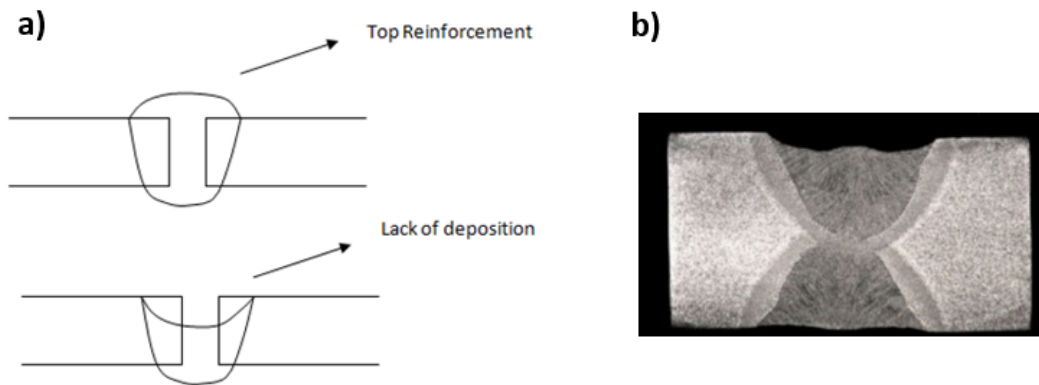 a)
Top Reinforcement
Lack of deposition
b)